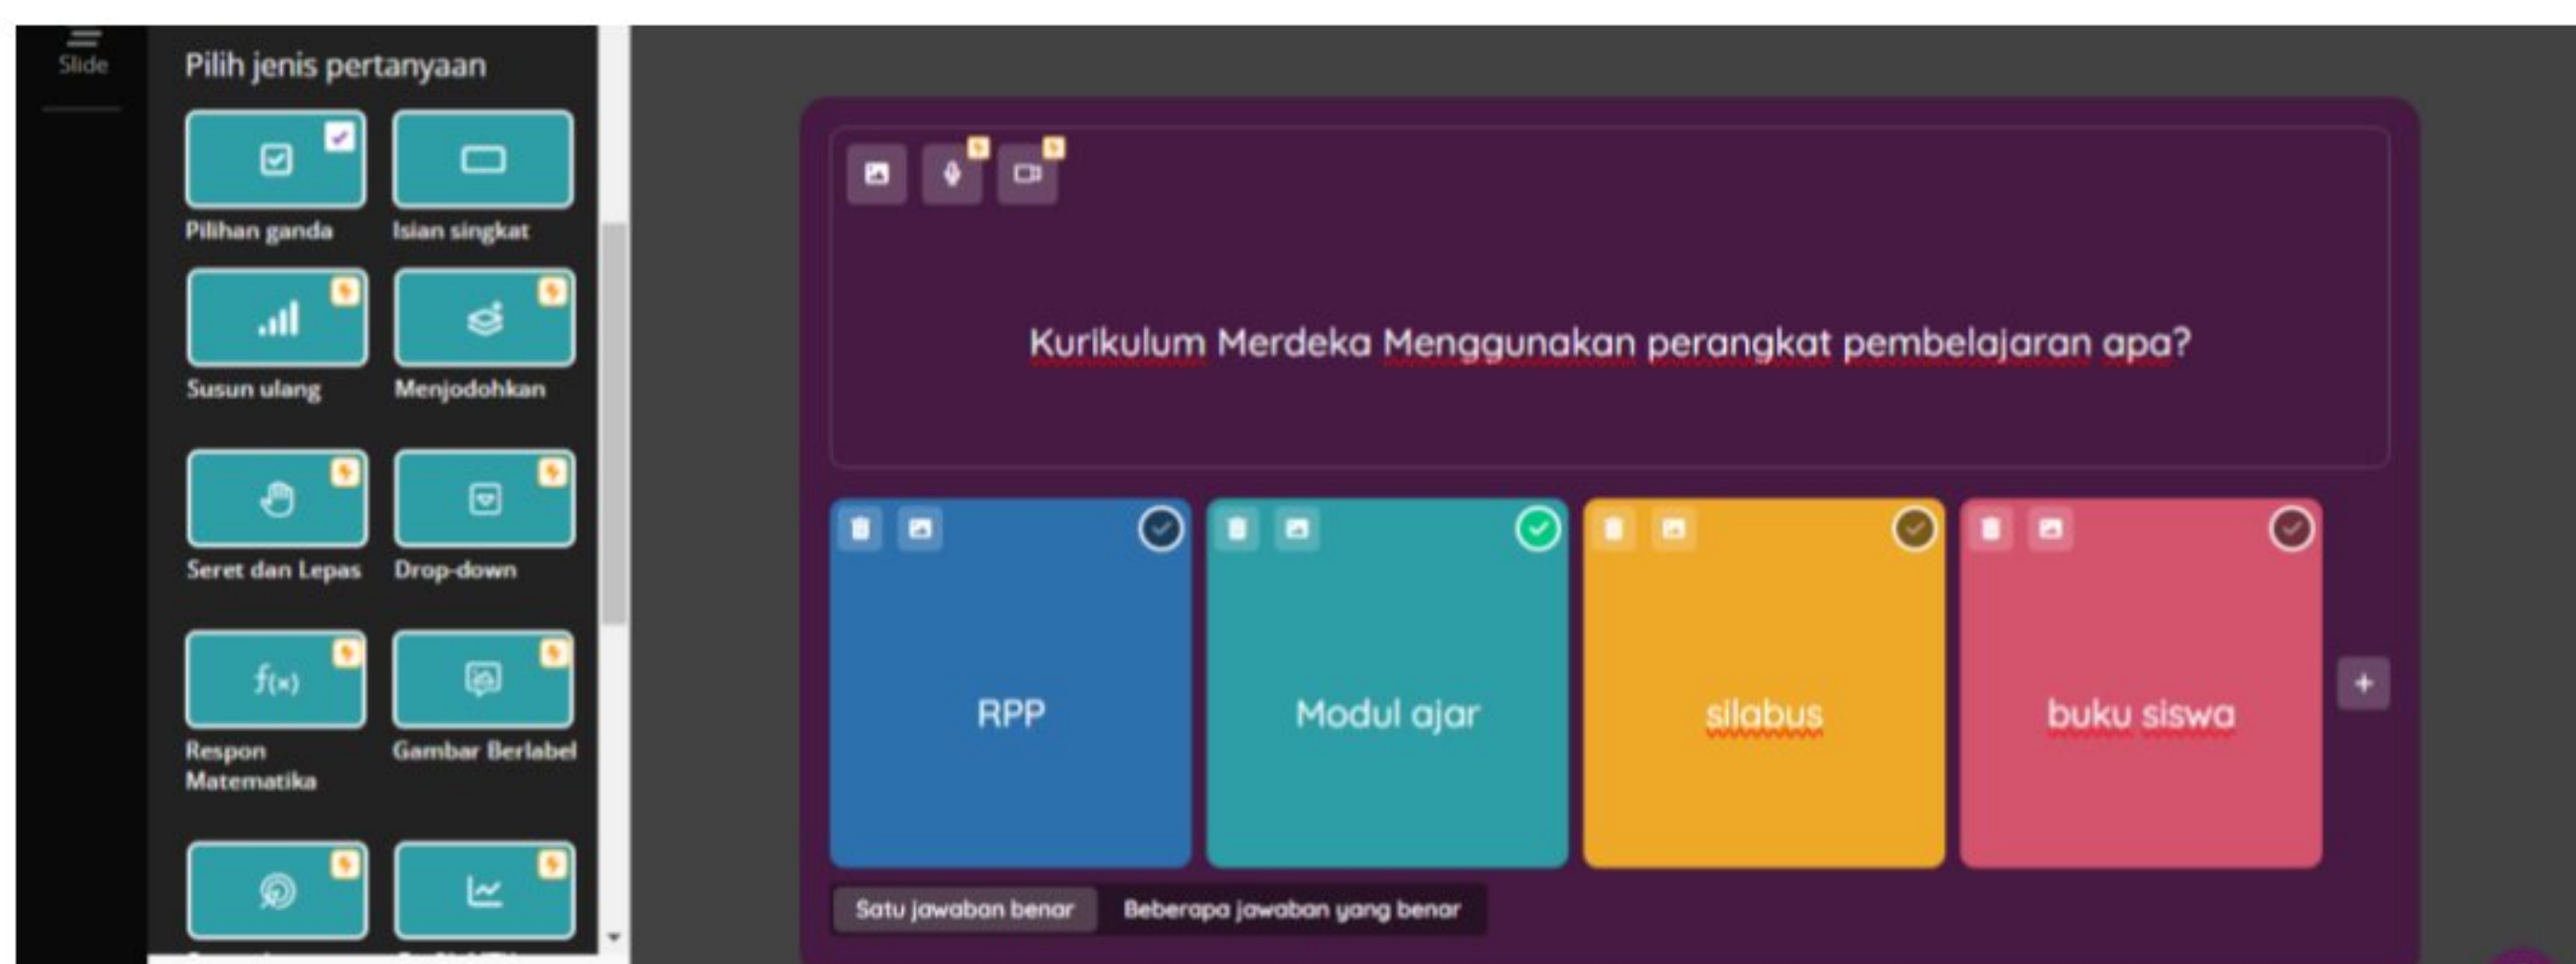 Slide
Pilih jenis pertanyaan
Pilihan ganda
Isian singkat
Susun ulang
Menjodohkan
Seret dan Lepas
Drop-down
f(x)
Respon
Matematika
Gambar Berlabel
Kurikulum Merdeka Menggunakan perangkat pembelajaran apa?
RPP
Modul ajar
silabus
buku siswa
+
Satu jawaban benar
Beberapa jawaban yang benar